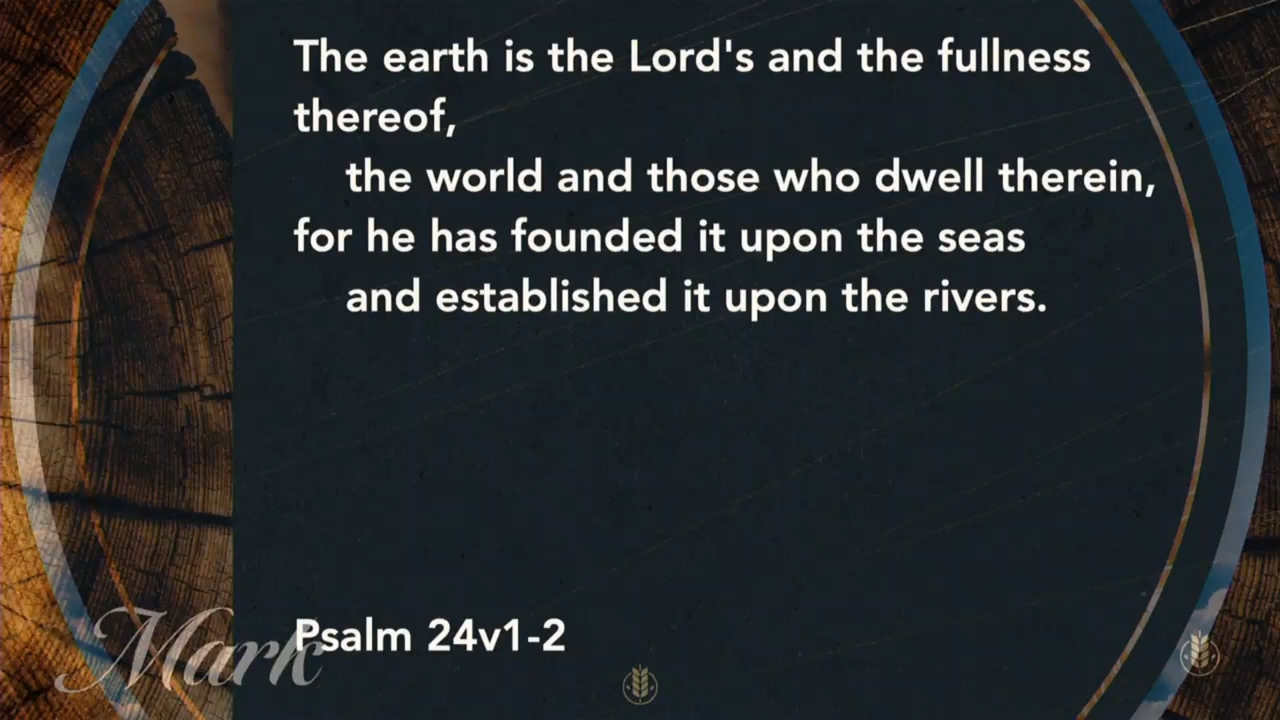 The earth is the Lord's and the fullness
thereof,
the world and those who dwell therein,
for he has founded it upon the seas
and established it upon the rivers.
Psalm 24v1-2
Mark